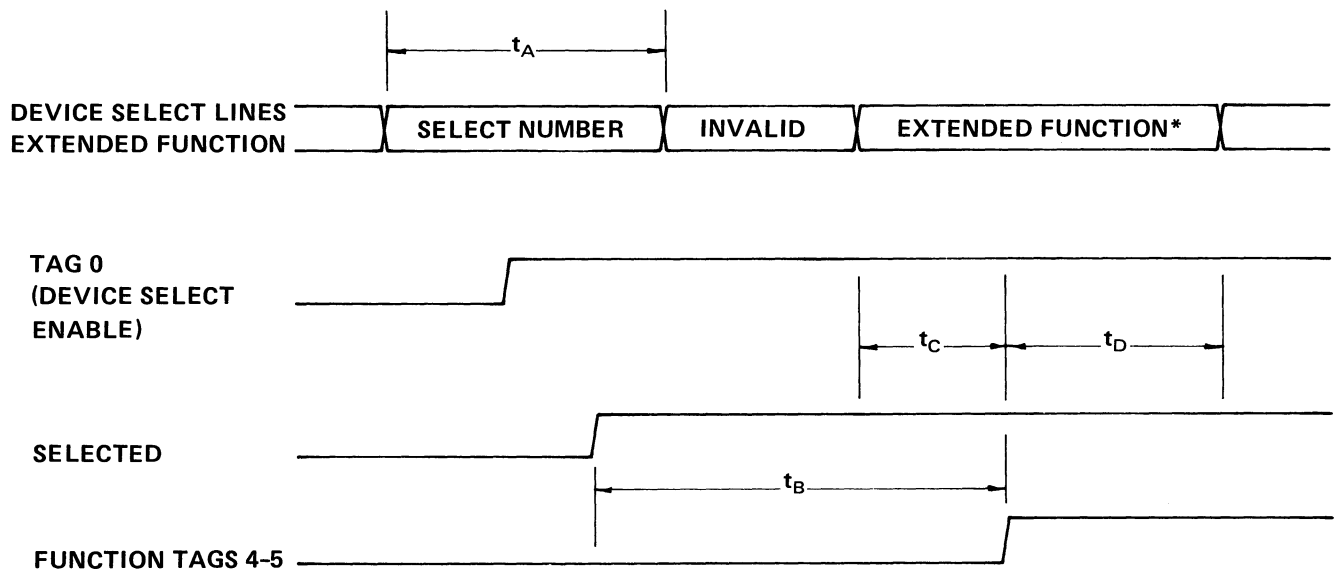 tA
DEVICE SELECT LINES
EXTENDED FUNCTION
SELECT NUMBER
INVALID
EXTENDED FUNCTION*
TAG 0
(DEVICE SELECT
ENABLE)
tC
tD
SELECTED
tB
FUNCTION TAGS 4-5